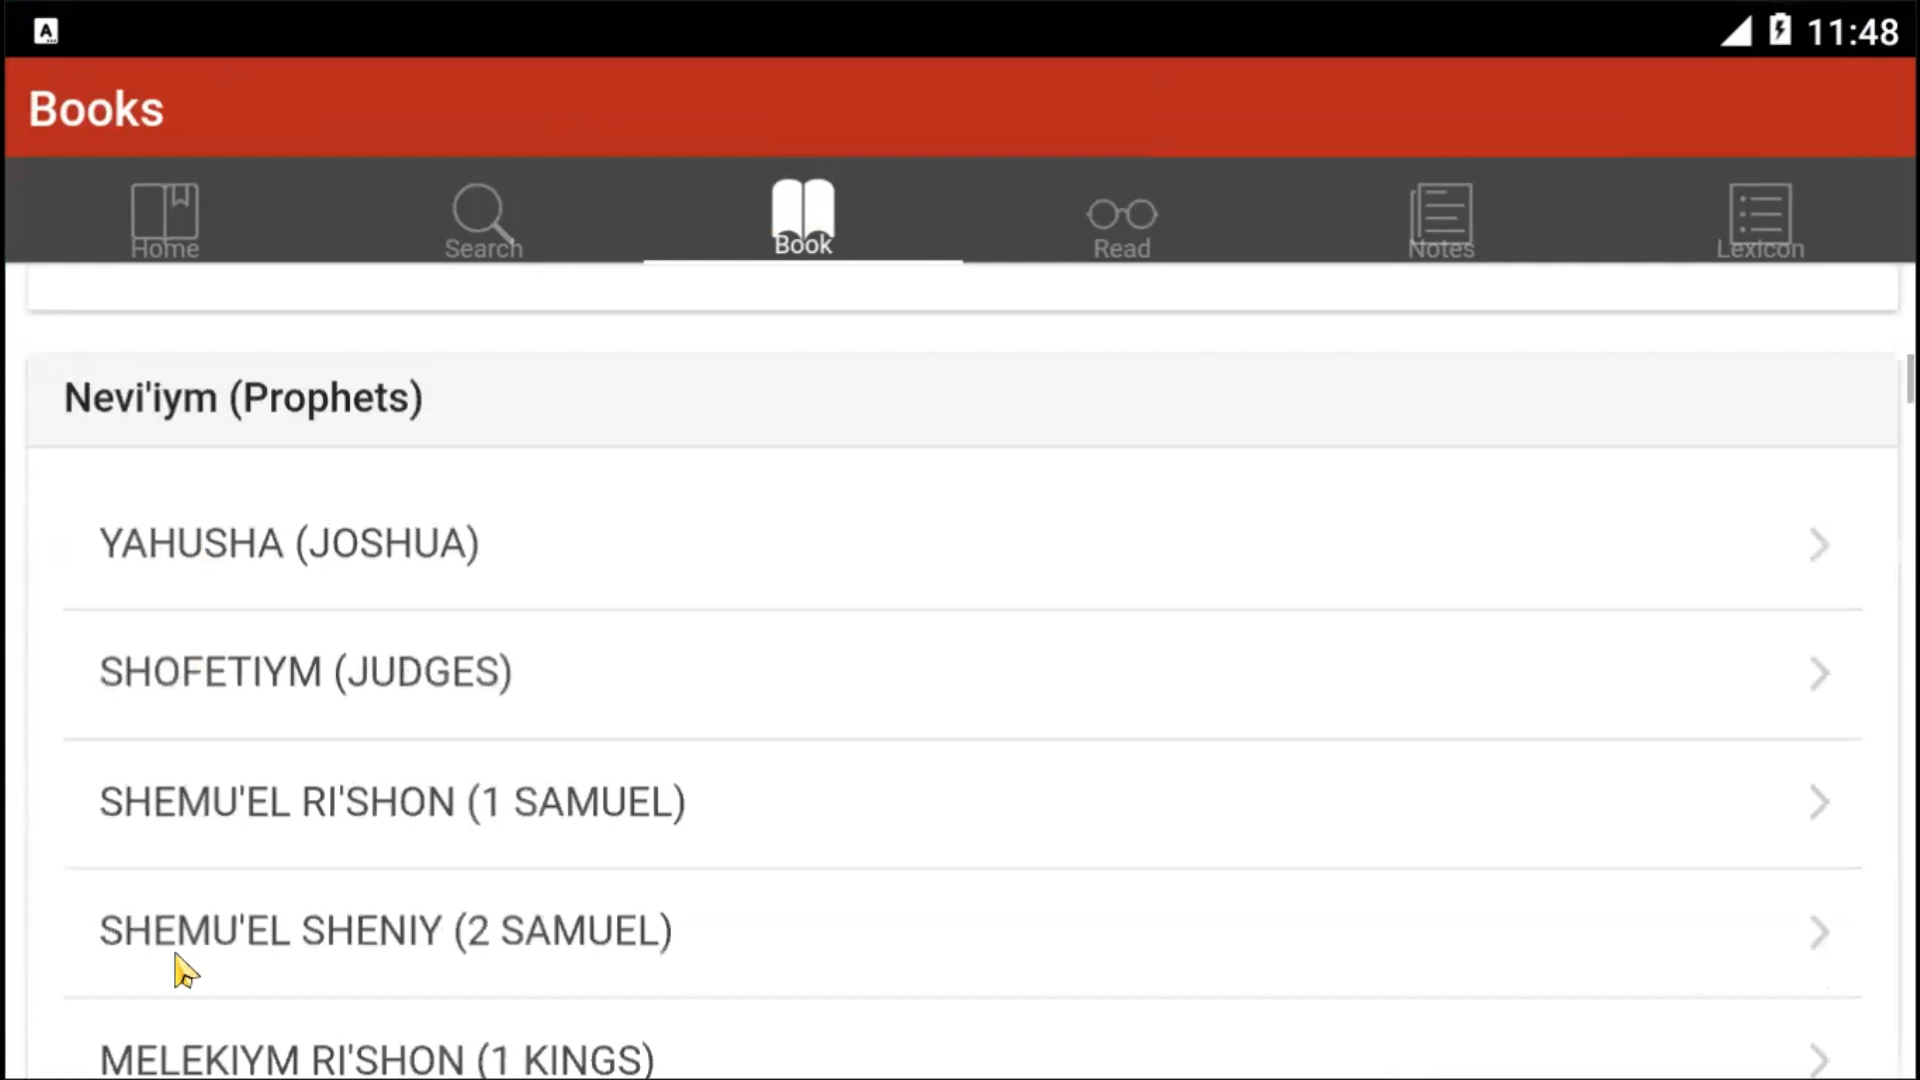 A
11:48
Books
Home Search Book Read Notes Lexicon
Nevi'iym (Prophets)
YAHUSHA (JOSHUA)
SHOFETIYM (JUDGES)
SHEMU'EL RI'SHON (1 SAMUEL)
SHEMU'EL SHENIY (2 SAMUEL)
MELEKIYM RI'SHON (1 KINGS)